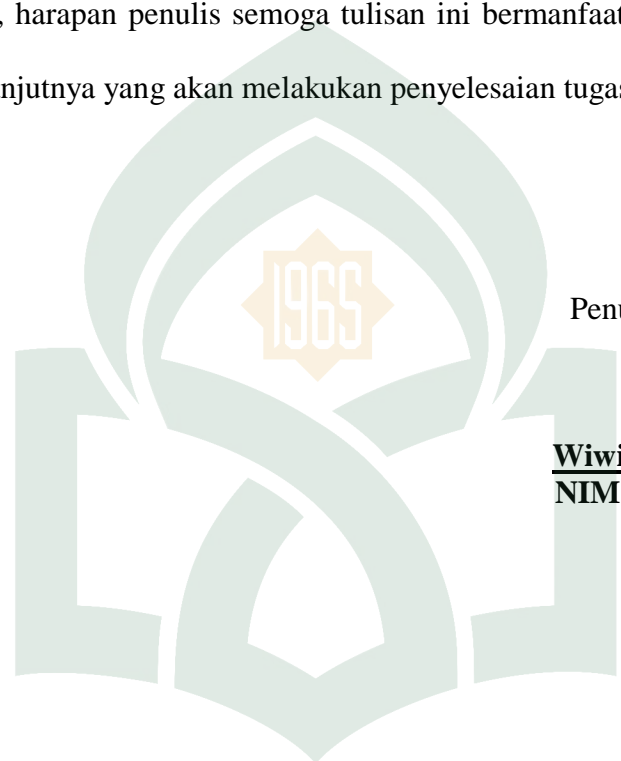 , harapan penulis semoga tulisan ini bermanfaat
njutnya yang akan melakukan penyelesaian tugas
1965
Penu
Wiwi
NIM